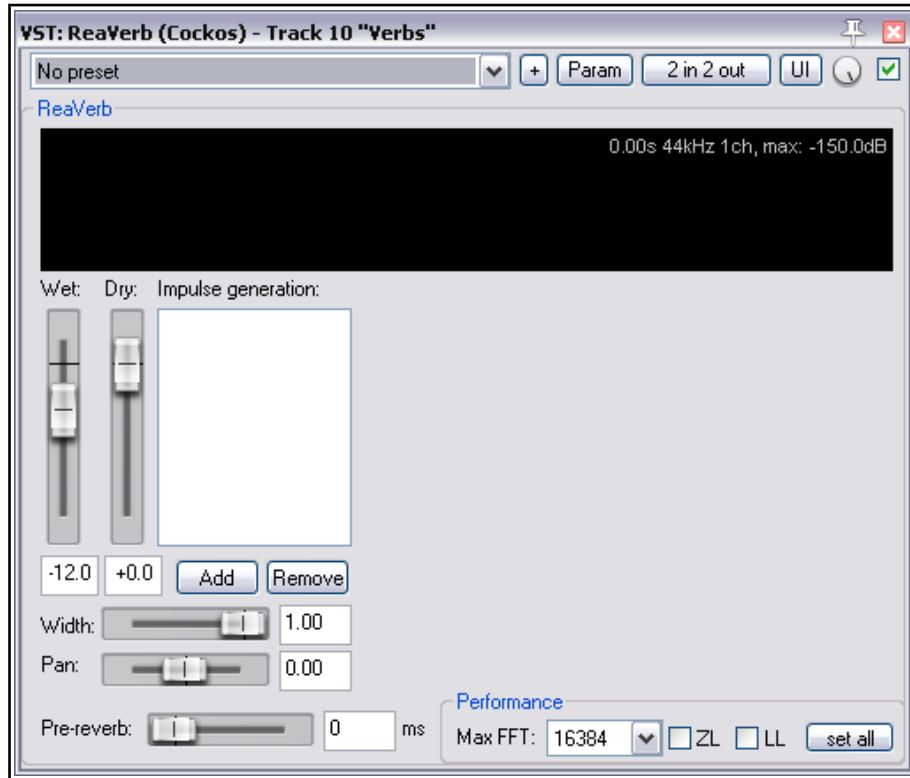 VST: ReaVerb (Cockos) - Track 10 "Verbs"
No preset + Param 2 in 2 out UI
ReaVerb
0.00s 44kHz 1ch, max: -150.0dB
Wet: Dry: Impulse generation:
-12.0 +0.0 Add Remove
Width: 1.00
Pan: 0.00
Performance
Pre-reverb: 0 ms Max FFT: 16384 ZL LL set all